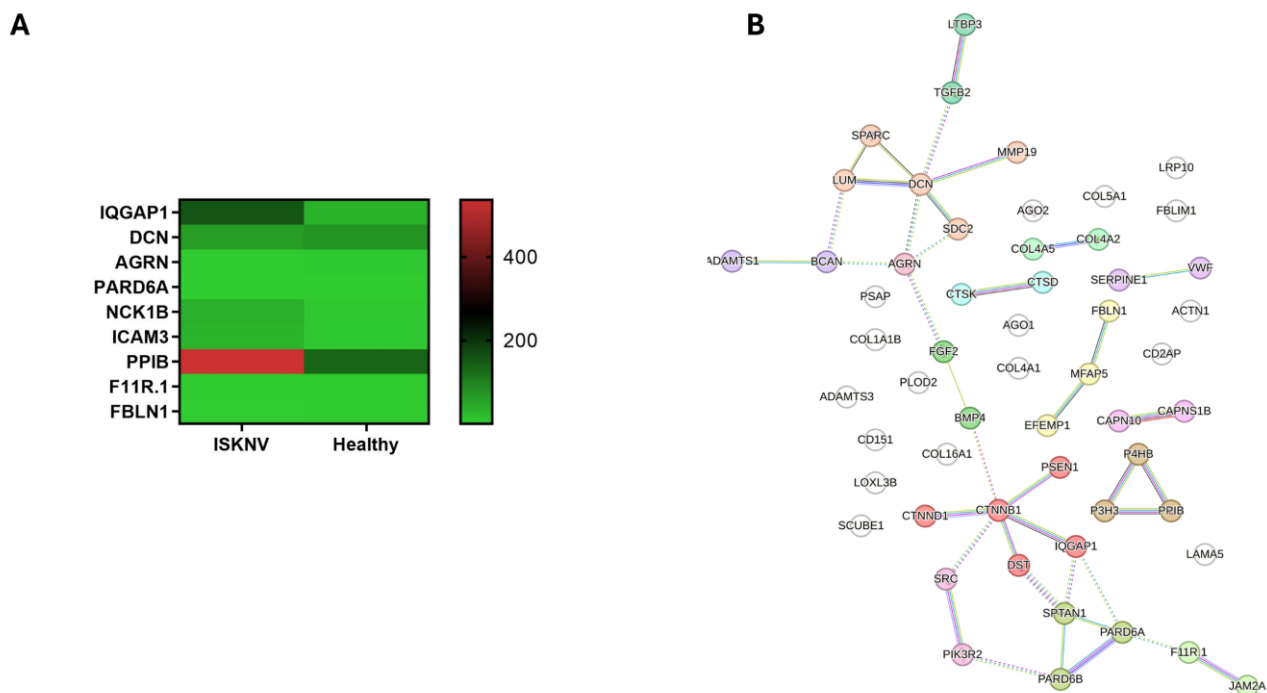 A
B
IQGAP1
DCN
AGRN
PARD6A
NCK1B
ICAM3
PPIB
F11R.1
FBLN1
ISKNV
Healthy
400
200
LTBP3
TGFB2
SPARC
MMP19
LUM
DCN
LRP10
COL5A1
AGO2
FBLIM1
SDC2
COL4A5
COL4A2
ADAMTS1
BCAN
AGRN
CTSK
CTSD
SERPINE1
VWF
PSAP
FBLN1
ACTN1
AGO1
COL1A1B
FGF2
CD2AP
COL4A1
MFAP5
PLOD2
ADAMTS3
BMP4
EFEMP1
CAPN10
CAPNS1B
CD151
COL16A1
P4HB
PSEN1
LOXL3B
CTNND1
CTNNB1
P3H3
PPIB
SCUBE1
IQGAP1
LAMA5
DST
SRC
SPTAN1
PARD6A
PIK3R2
F11R.1
PARD6B
JAM2A